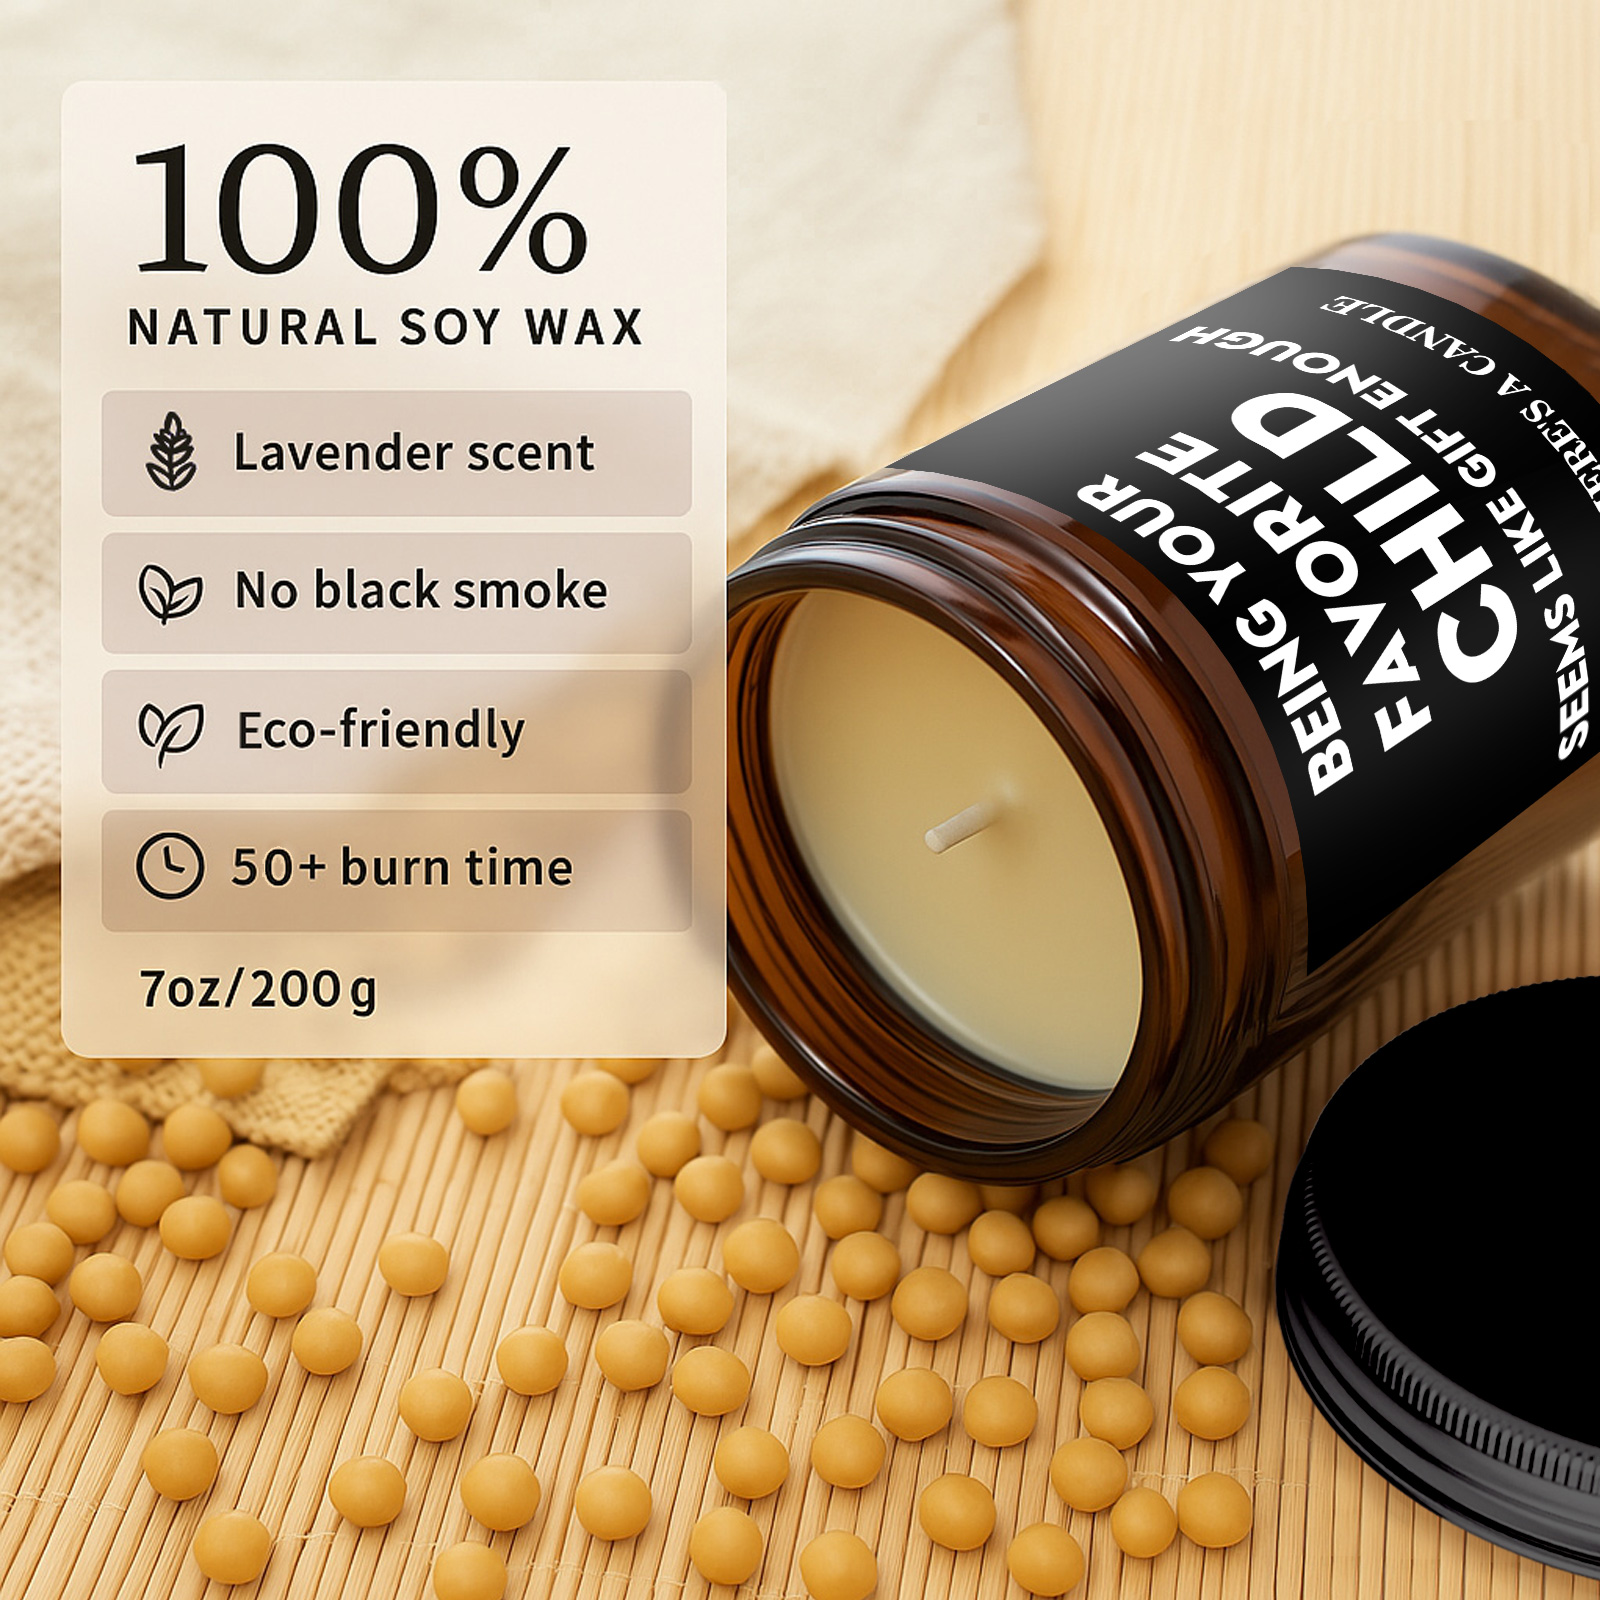 100%
NATURAL SOY WAX
Lavender scent
No black smoke
Eco-friendly
50+ burn time
7oz/200g
BEING YOUR
FAVORITE
CHILD
SEEMS LIKE GIFT ENOUGH
A CANDLE